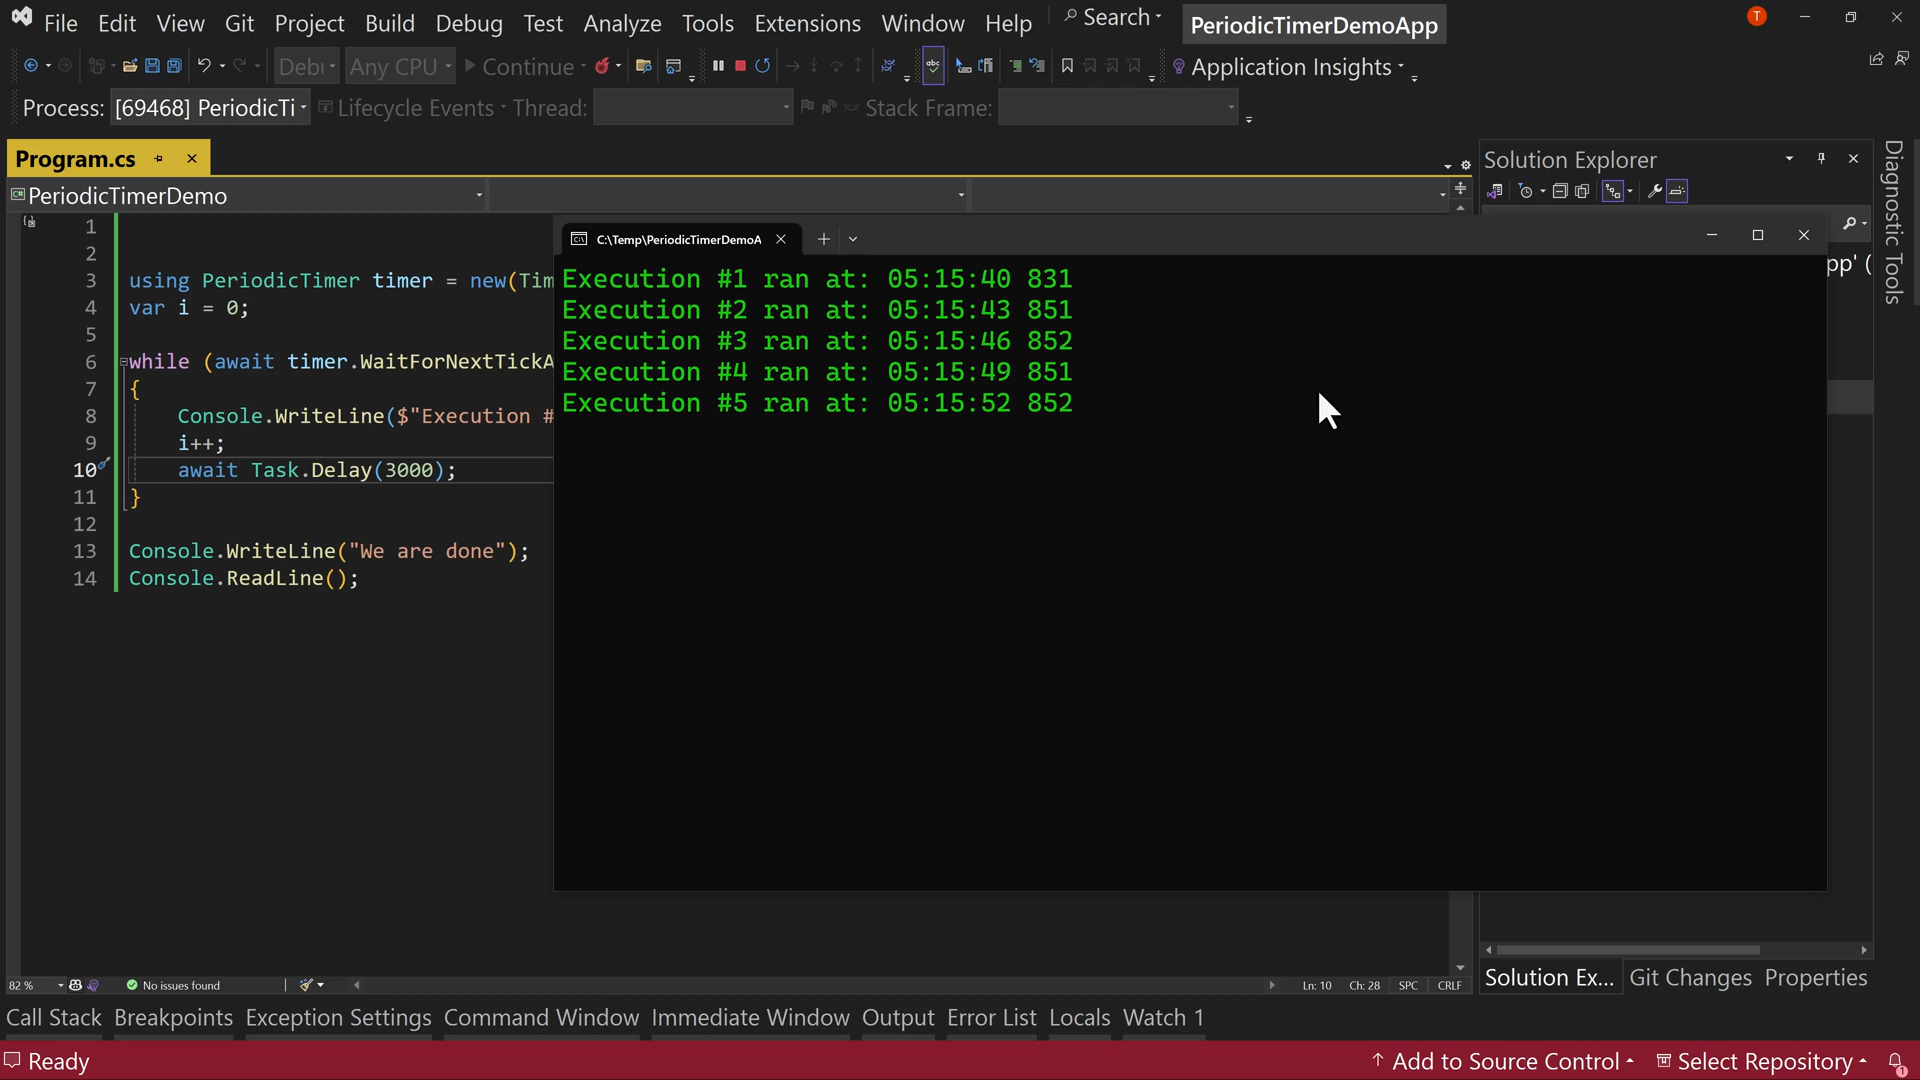 File Edit View Git Project Build Debug Test Analyze Tools Extensions Window Help Search PeriodicTimerDemoApp T
Debu Any CPU Continue abc Application Insights
Process: [69468] PeriodicTi Lifecycle Events Thread: Stack Frame:
Program.cs
C# PeriodicTimerDemo
1
2
3 using PeriodicTimer timer = new(Tim
4 var i = 0;
5
6 while (await timer.WaitForNextTickA
7 {
8 Console.WriteLine($"Execution #
9 i++;
10 await Task.Delay(3000);
11 }
12
13 Console.WriteLine("We are done");
14 Console.ReadLine();
C:\Temp\PeriodicTimerDemoA
Execution #1 ran at: 05:15:40 831
Execution #2 ran at: 05:15:43 851
Execution #3 ran at: 05:15:46 852
Execution #4 ran at: 05:15:49 851
Execution #5 ran at: 05:15:52 852
Solution Explorer
pp' (
Diagnostic Tools
82 % No issues found Ln: 10 Ch: 28 SPC CRLF
Solution Ex... Git Changes Properties
Call Stack Breakpoints Exception Settings Command Window Immediate Window Output Error List Locals Watch 1
Ready Add to Source Control Select Repository 1